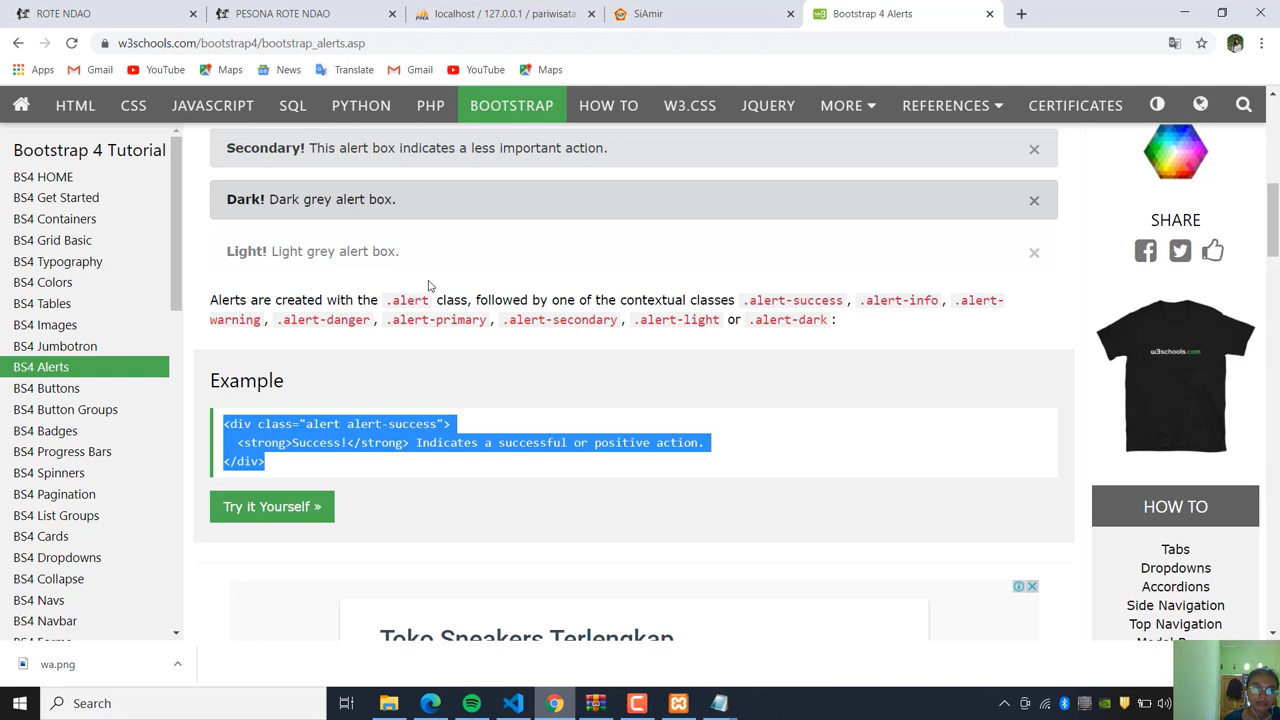 ROTE NDAO
PESONA ROTE NDAO
localhost / 127.0.0.1 / pariwisata
SiAmir
Bootstrap 4 Alerts
w3schools.com/bootstrap4/bootstrap_alerts.asp
Apps
Gmail
YouTube
Maps
News
Translate
Gmail
YouTube
Maps
HTML
CSS
JAVASCRIPT
SQL
PYTHON
PHP
BOOTSTRAP
HOW TO
W3.CSS
JQUERY
MORE
REFERENCES
CERTIFICATES
Bootstrap 4 Tutorial
BS4 HOME
BS4 Get Started
BS4 Containers
BS4 Grid Basic
BS4 Typography
BS4 Colors
BS4 Tables
BS4 Images
BS4 Jumbotron
BS4 Alerts
BS4 Buttons
BS4 Button Groups
BS4 Badges
BS4 Progress Bars
BS4 Spinners
BS4 Pagination
BS4 List Groups
BS4 Cards
BS4 Dropdowns
BS4 Collapse
BS4 Navs
BS4 Navbar
Secondary! This alert box indicates a less important action.
Dark! Dark grey alert box.
Light! Light grey alert box.
Alerts are created with the .alert class, followed by one of the contextual classes .alert-success, .alert-info, .alert-
warning, .alert-danger, .alert-primary, .alert-secondary, .alert-light or .alert-dark:
Example
<div class="alert alert-success">
<strong>Success!</strong> Indicates a successful or positive action.
</div>
Try it Yourself »
Toko Sneakers Terlengkap
SHARE
w3schools.com
HOW TO
Tabs
Dropdowns
Accordions
Side Navigation
Top Navigation
wa.png
Search